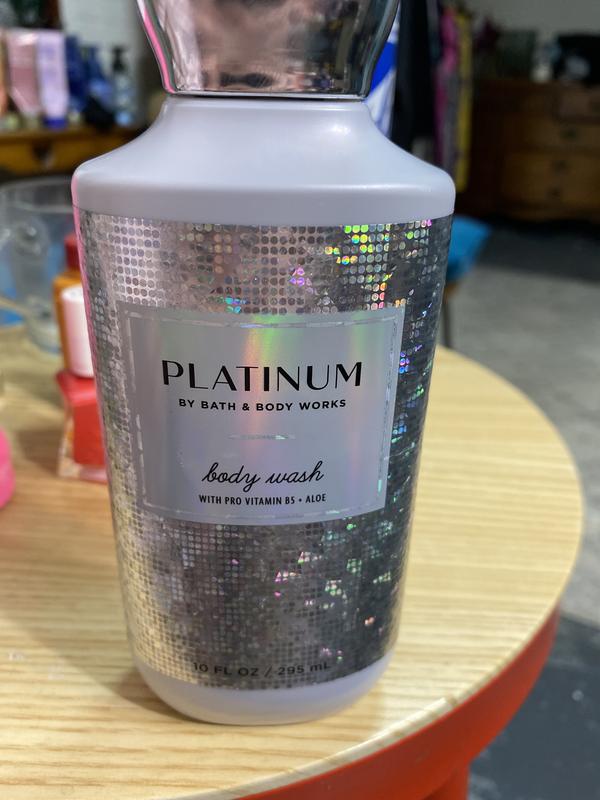 PLATINUM
BY BATH & BODY WORKS
body wash
WITH PRO VITAMIN B5 + ALOE
10 FL OZ / 295 mL